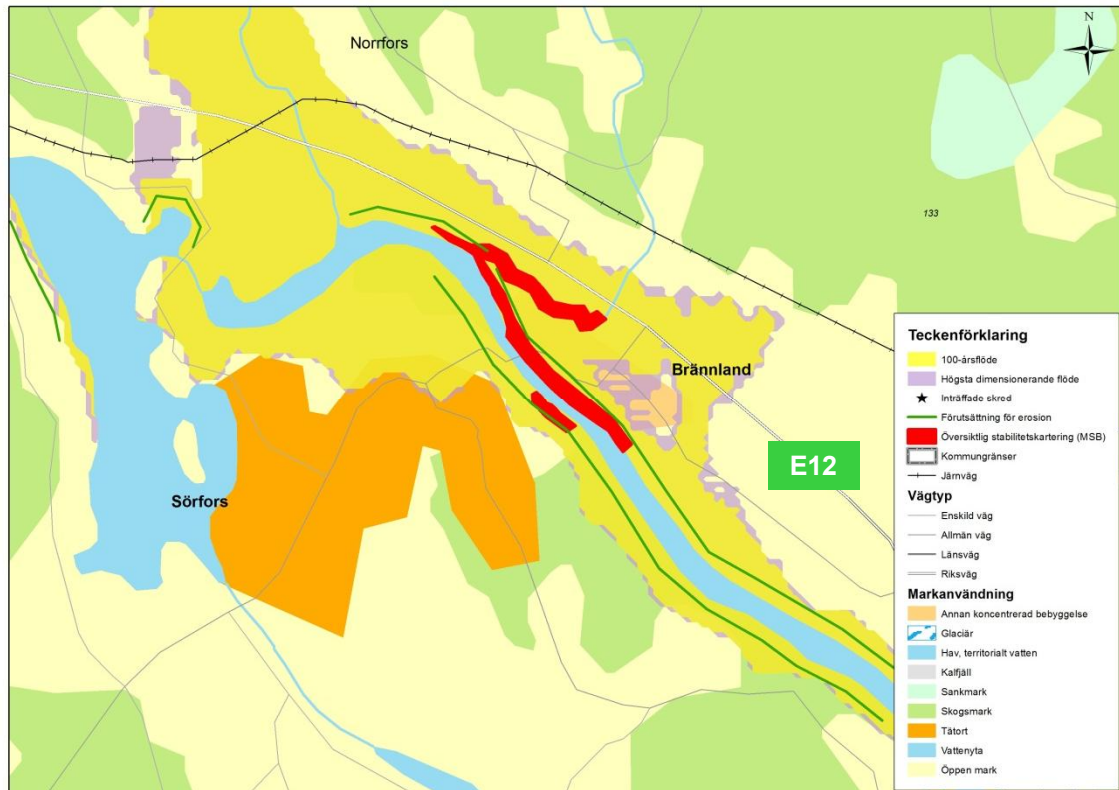 N
Norrfors
133
Brännland
E12
Sörfors
Teckenförklaring
100-årsflöde
Högsta dimensionerande flöde
Inträffade skred
Förutsättning för erosion
Översiktlig stabilitetskartering (MSB)
Kommungränser
Järnväg
Vägtyp
Enskild väg
Allmän väg
Länsväg
Riksväg
Markanvändning
Annan koncentrerad bebyggelse
Glaciär
Hav, territorialt vatten
Kalfjäll
Sankmark
Skogsmark
Tätort
Vattenyta
Öppen mark